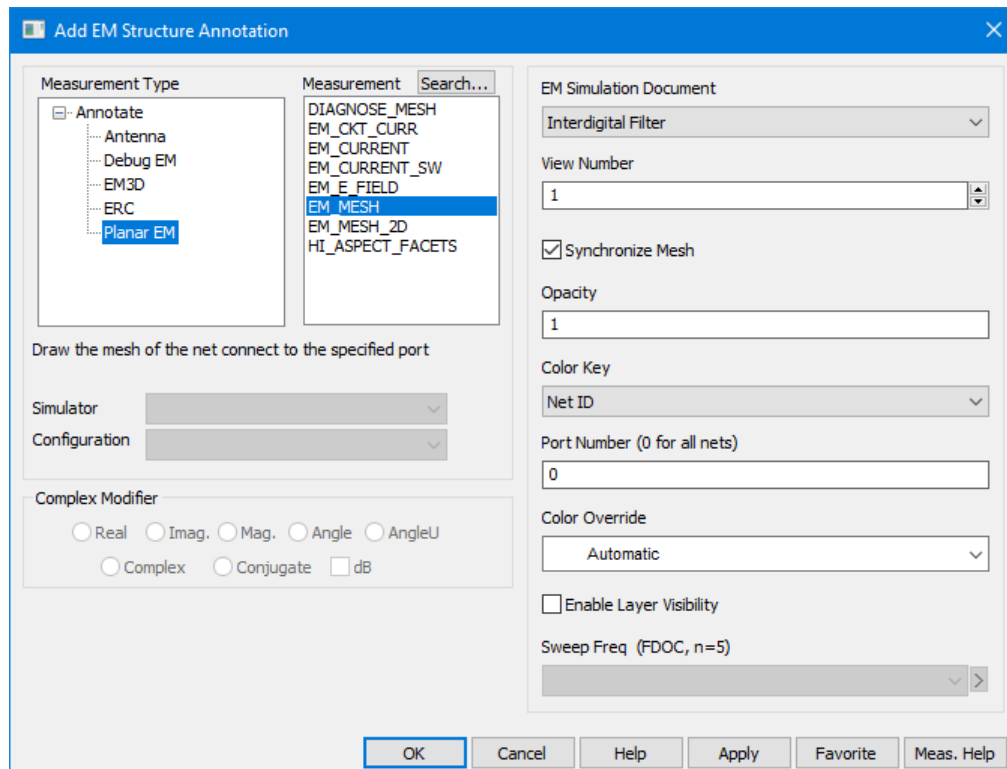 Add EM Structure Annotation
Measurement Type
Annotate
Antenna
Debug EM
EM3D
ERC
Planar EM
Measurement
Search...
DIAGNOSE_MESH
EM_CKT_CURR
EM_CURRENT
EM_CURRENT_SW
EM_E_FIELD
EM_MESH
EM_MESH_2D
HI_ASPECT_FACETS
Draw the mesh of the net connect to the specified port
Simulator
Configuration
Complex Modifier
Real Imag. Mag. Angle AngleU
Complex Conjugate dB
EM Simulation Document
Interdigital Filter
View Number
1
Synchronize Mesh
Opacity
1
Color Key
Net ID
Port Number (0 for all nets)
0
Color Override
Automatic
Enable Layer Visibility
Sweep Freq (FDOC, n=5)
OK Cancel Help Apply Favorite Meas. Help